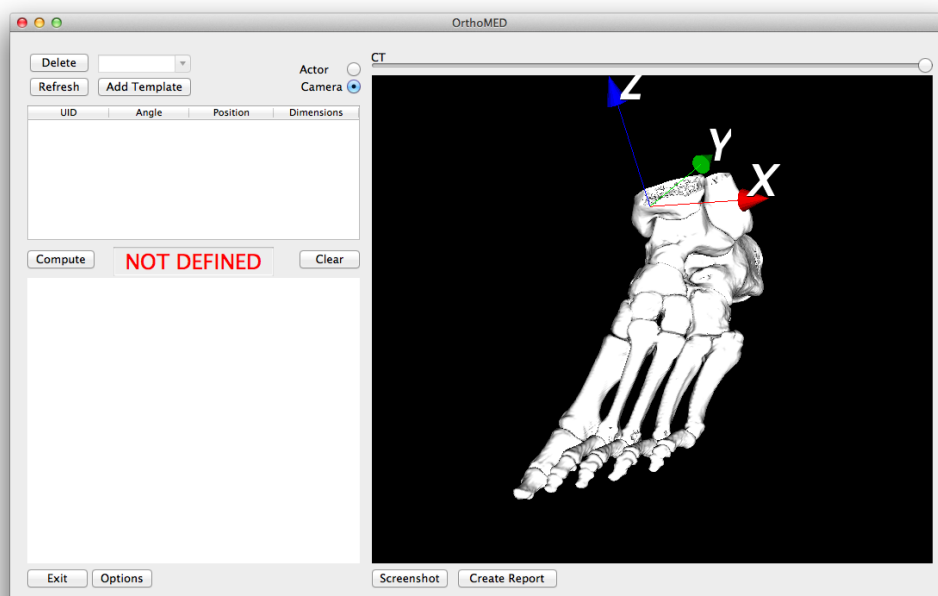 OrthoMED
Delete
Actor
CT
Refresh
Add Template
Camera
UID Angle Position Dimensions
Compute
NOT DEFINED
Clear
Z
Y
X
Exit
Options
Screenshot
Create Report